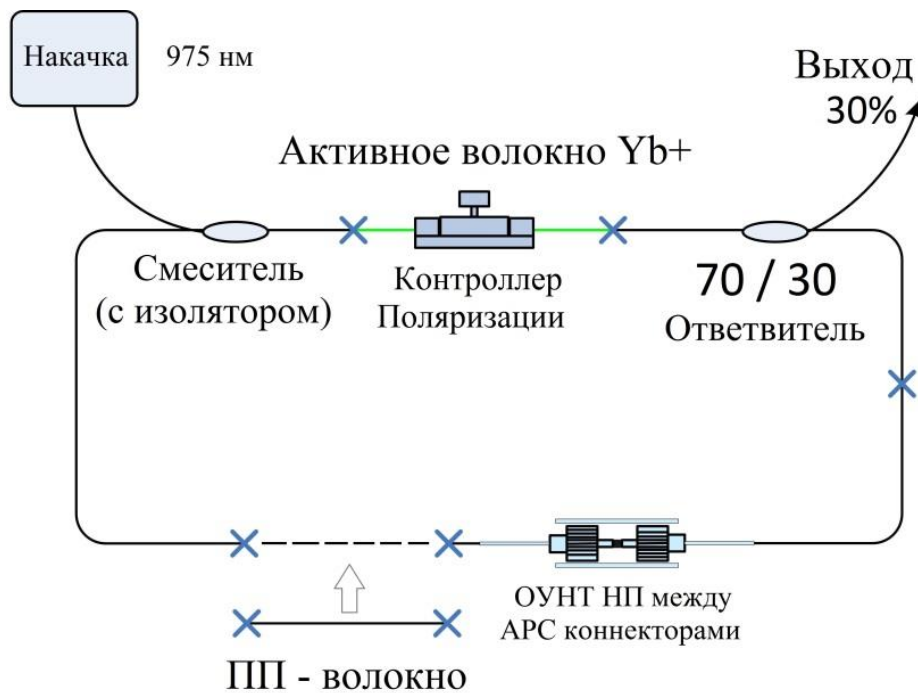 Накачка
975 нм
Выход
30%
Активное волокно Yb+
Смеситель
(с изолятором)
Контроллер
Поляризации
70 / 30
Ответвитель
ОУНТ НП между
АРС коннекторами
ПП - волокно